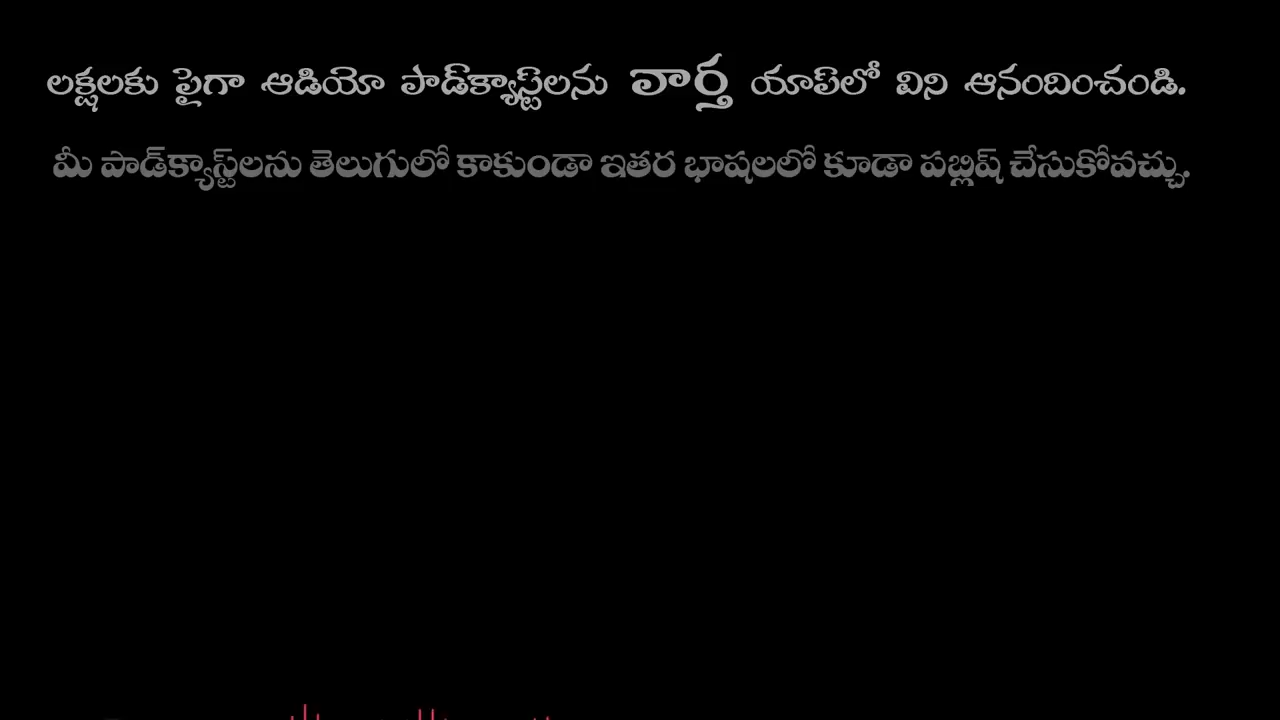 లక్షలకు పైగా ఆడియో పాడ్‌క్యాస్ట్‌లను వార్త యాప్‌లో విని ఆనందించండి.
మీ పాడ్‌క్యాస్ట్‌లను తెలుగులో కాకుండా ఇతర భాషలలో కూడా పబ్లిష్ చేసుకోవచ్చు.